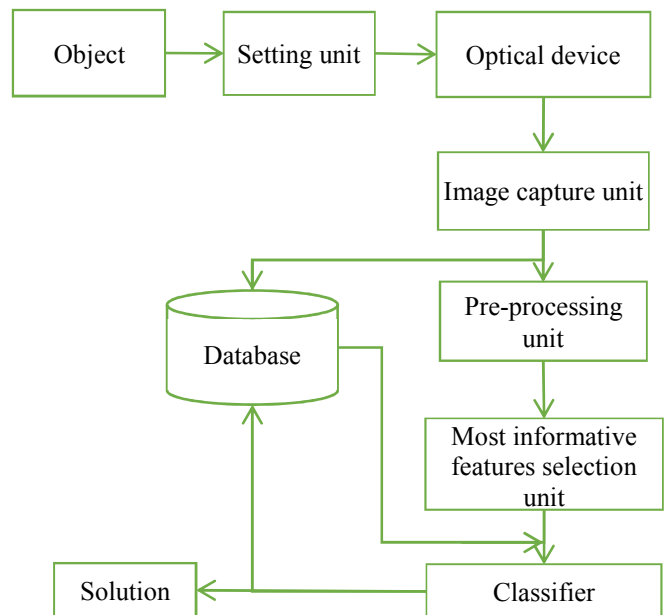 Object
Setting unit
Optical device
Image capture unit
Pre-processing
unit
Database
Most informative
features selection
unit
Solution
Classifier